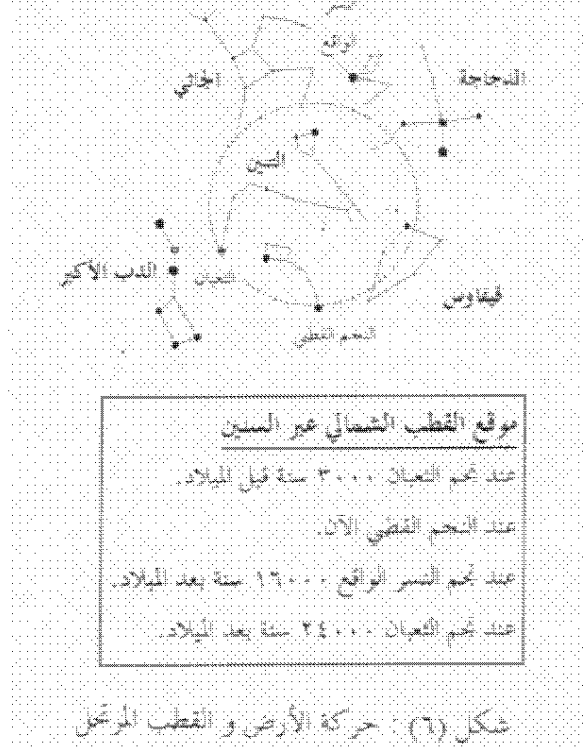 النسر
الواقع
الجاثي
الدجاجة
التنين
الدب الأكبر
الثعبان
قيفاوس
النجم القطبي
موقع القطب الشمالي عبر السنين
عند نجم الثعبان ٣٠٠٠ سنة قبل الميلاد.
عند النجم القطبي الآن.
عند نجم النسر الواقع ١٦٠٠٠ سنة بعد الميلاد.
عند نجم الثعبان ٢٤٠٠٠ سنة بعد الميلاد.
شكل (٦) : حركة الأرض و القطب المرتحل